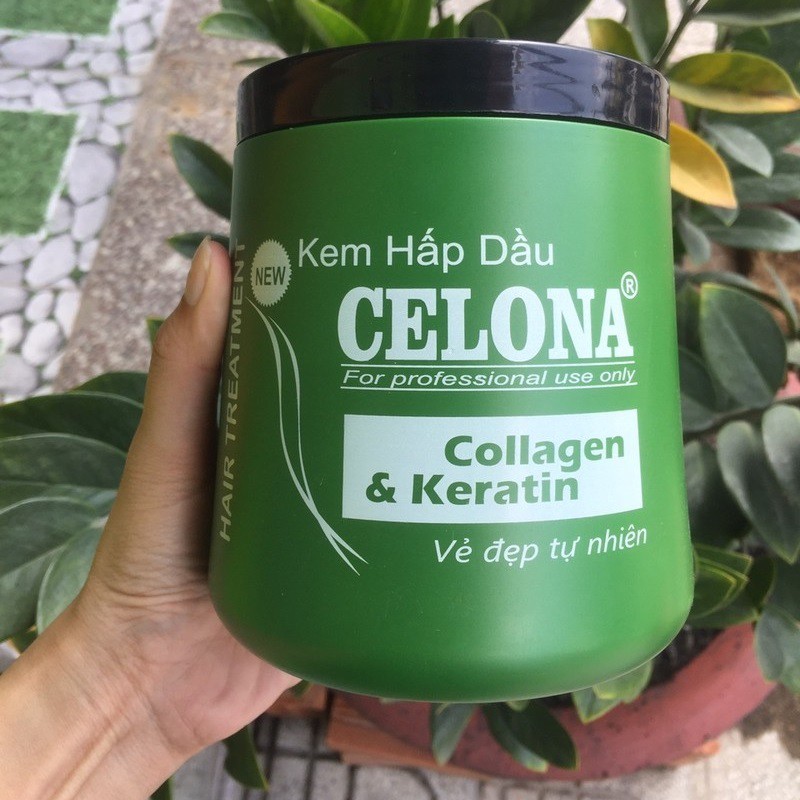 NEW
Kem Hấp Dầu
CELONA®
For professional use only
Collagen
& Keratin
Vẻ đẹp tự nhiên
HAIR TREATMENT